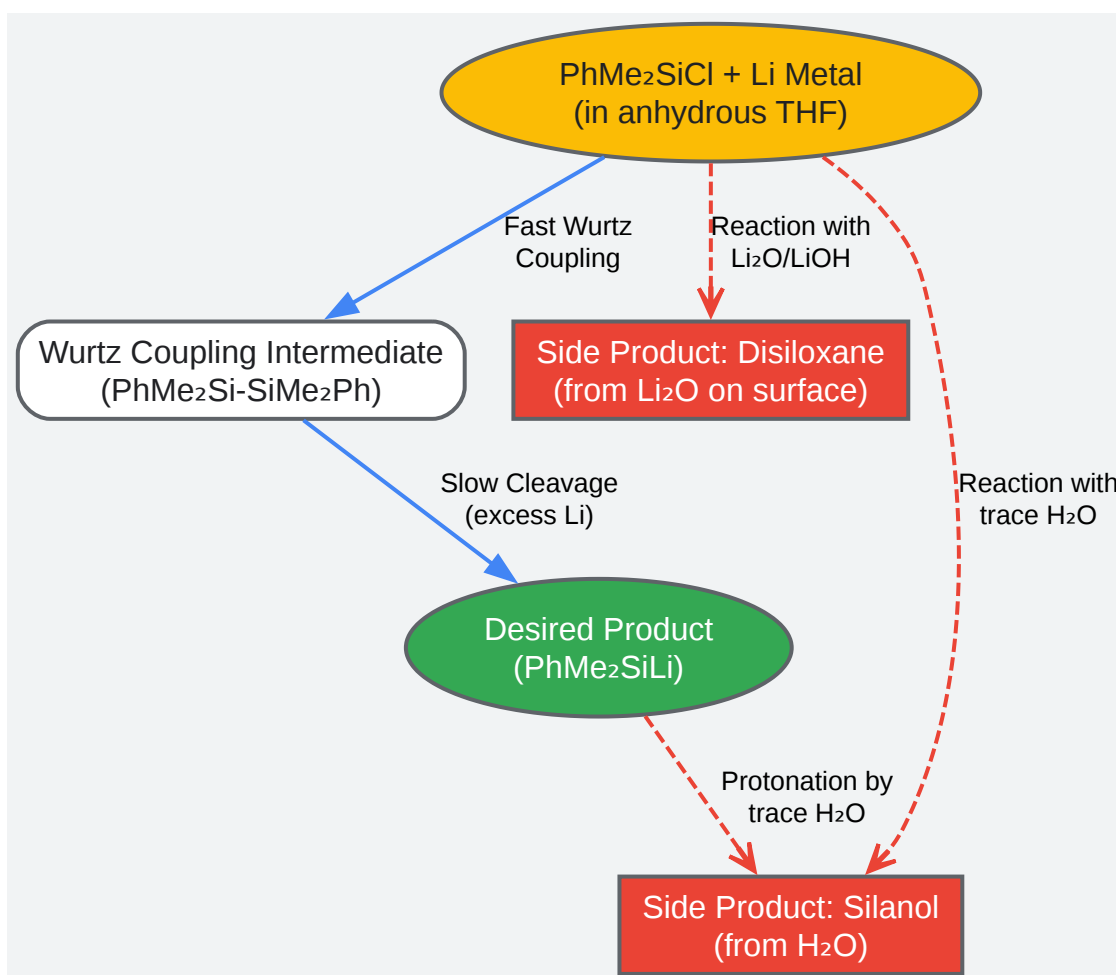 PhMe₂SiCl + Li Metal
(in anhydrous THF)
Fast Wurtz
Coupling
Reaction with
Li₂O/LiOH
Wurtz Coupling Intermediate
(PhMe₂Si-SiMe₂Ph)
Side Product: Disiloxane
(from Li₂O on surface)
Slow Cleavage
(excess Li)
Reaction with
trace H₂O
Desired Product
(PhMe₂SiLi)
Protonation by
trace H₂O
Side Product: Silanol
(from H₂O)